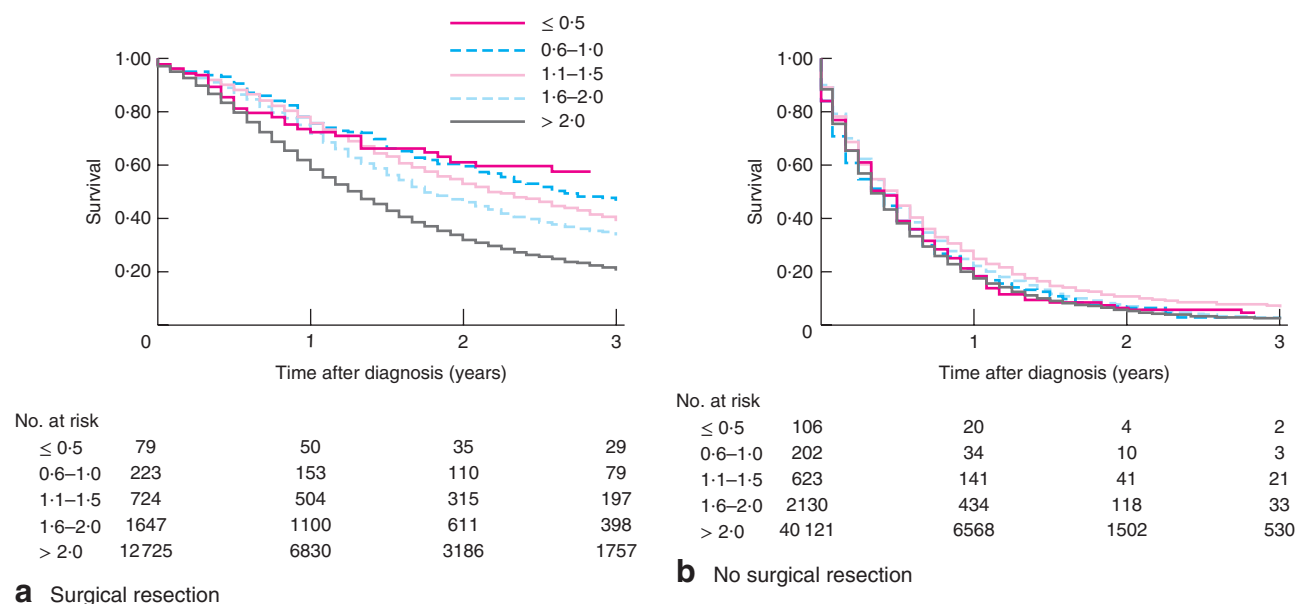 ≤ 0·5
0·6–1·0
1·1–1·5
1·6–2·0
> 2·0
1·00
0·80
0·60
0·40
0·20
0
1
2
3
Survival
Time after diagnosis (years)
No. at risk
≤ 0·5 79 50 35 29
0·6–1·0 223 153 110 79
1·1–1·5 724 504 315 197
1·6–2·0 1647 1100 611 398
> 2·0 12725 6830 3186 1757
a Surgical resection
1·00
0·80
0·60
0·40
0·20
0
1
2
3
Survival
Time after diagnosis (years)
No. at risk
≤ 0·5 106 20 4 2
0·6–1·0 202 34 10 3
1·1–1·5 623 141 41 21
1·6–2·0 2130 434 118 33
> 2·0 40 121 6568 1502 530
b No surgical resection